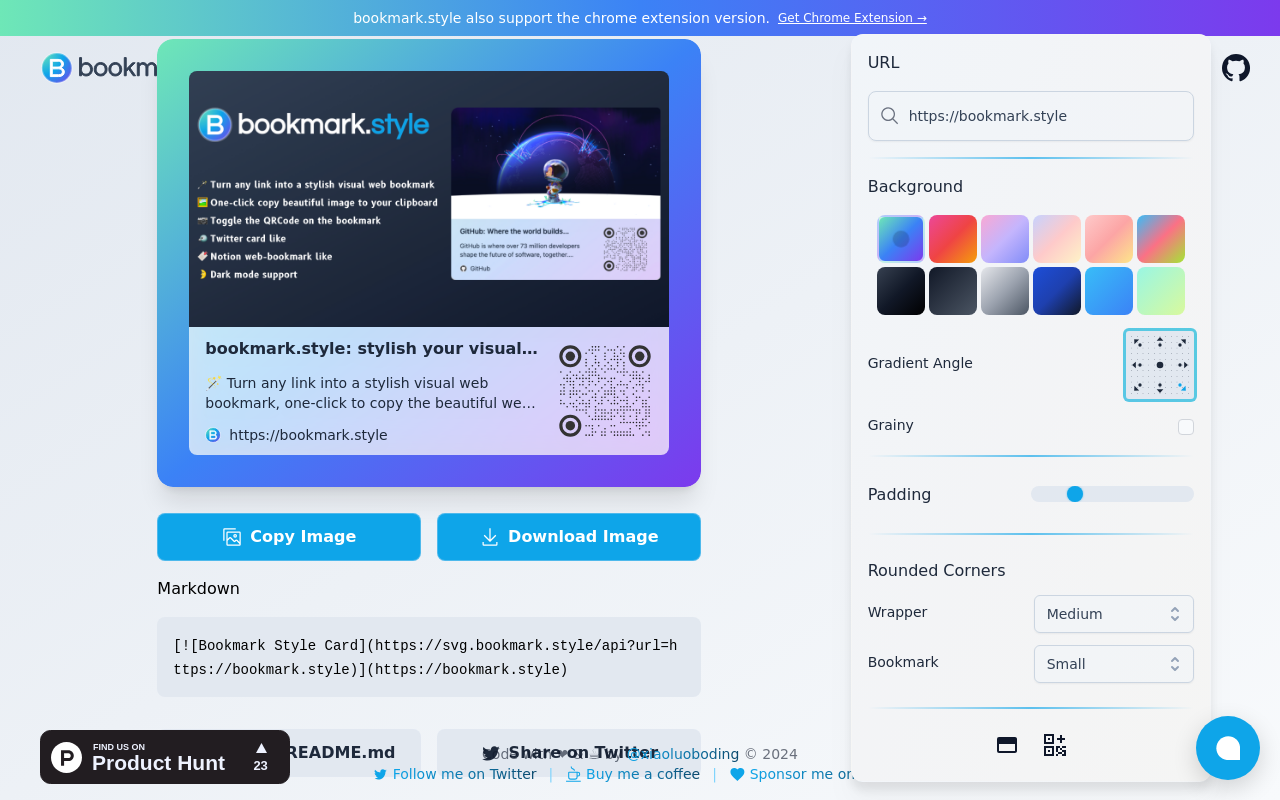 bookmark.style also support the chrome extension version. Get Chrome Extension →
bookm
bookmark.style
Turn any link into a stylish visual web bookmark
One-click copy beautiful image to your clipboard
Toggle the QRCode on the bookmark
Twitter card like
Notion web-bookmark like
Dark mode support
GitHub: Where the world builds...
GitHub is where over 73 million developers
shape the future of software, together....
GitHub
bookmark.style: stylish your visual...
🪄 Turn any link into a stylish visual web
bookmark, one-click to copy the beautiful we...
https://bookmark.style
Copy Image
Download Image
Markdown
[![Bookmark Style Card](https://svg.bookmark.style/api?url=h
ttps://bookmark.style)](https://bookmark.style)
README.md
Share on Twitter
by @xiaoluoboding © 2024
Follow me on Twitter | Buy me a coffee | Sponsor me on
FIND US ON
Product Hunt
▲
23
URL
https://bookmark.style
Background
Gradient Angle
Grainy
Padding
Rounded Corners
Wrapper
Medium
Bookmark
Small